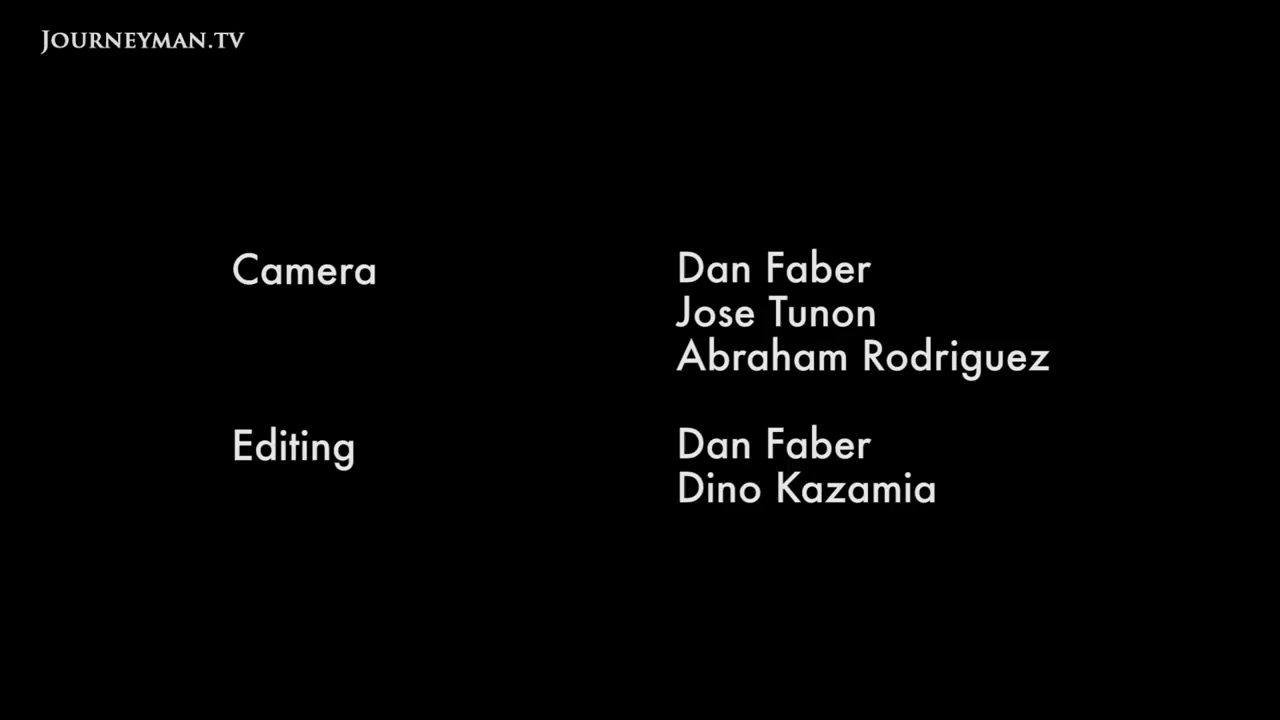 JOURNEYMAN.TV
Camera
Dan Faber
Jose Tunon
Abraham Rodriguez
Editing
Dan Faber
Dino Kazamia